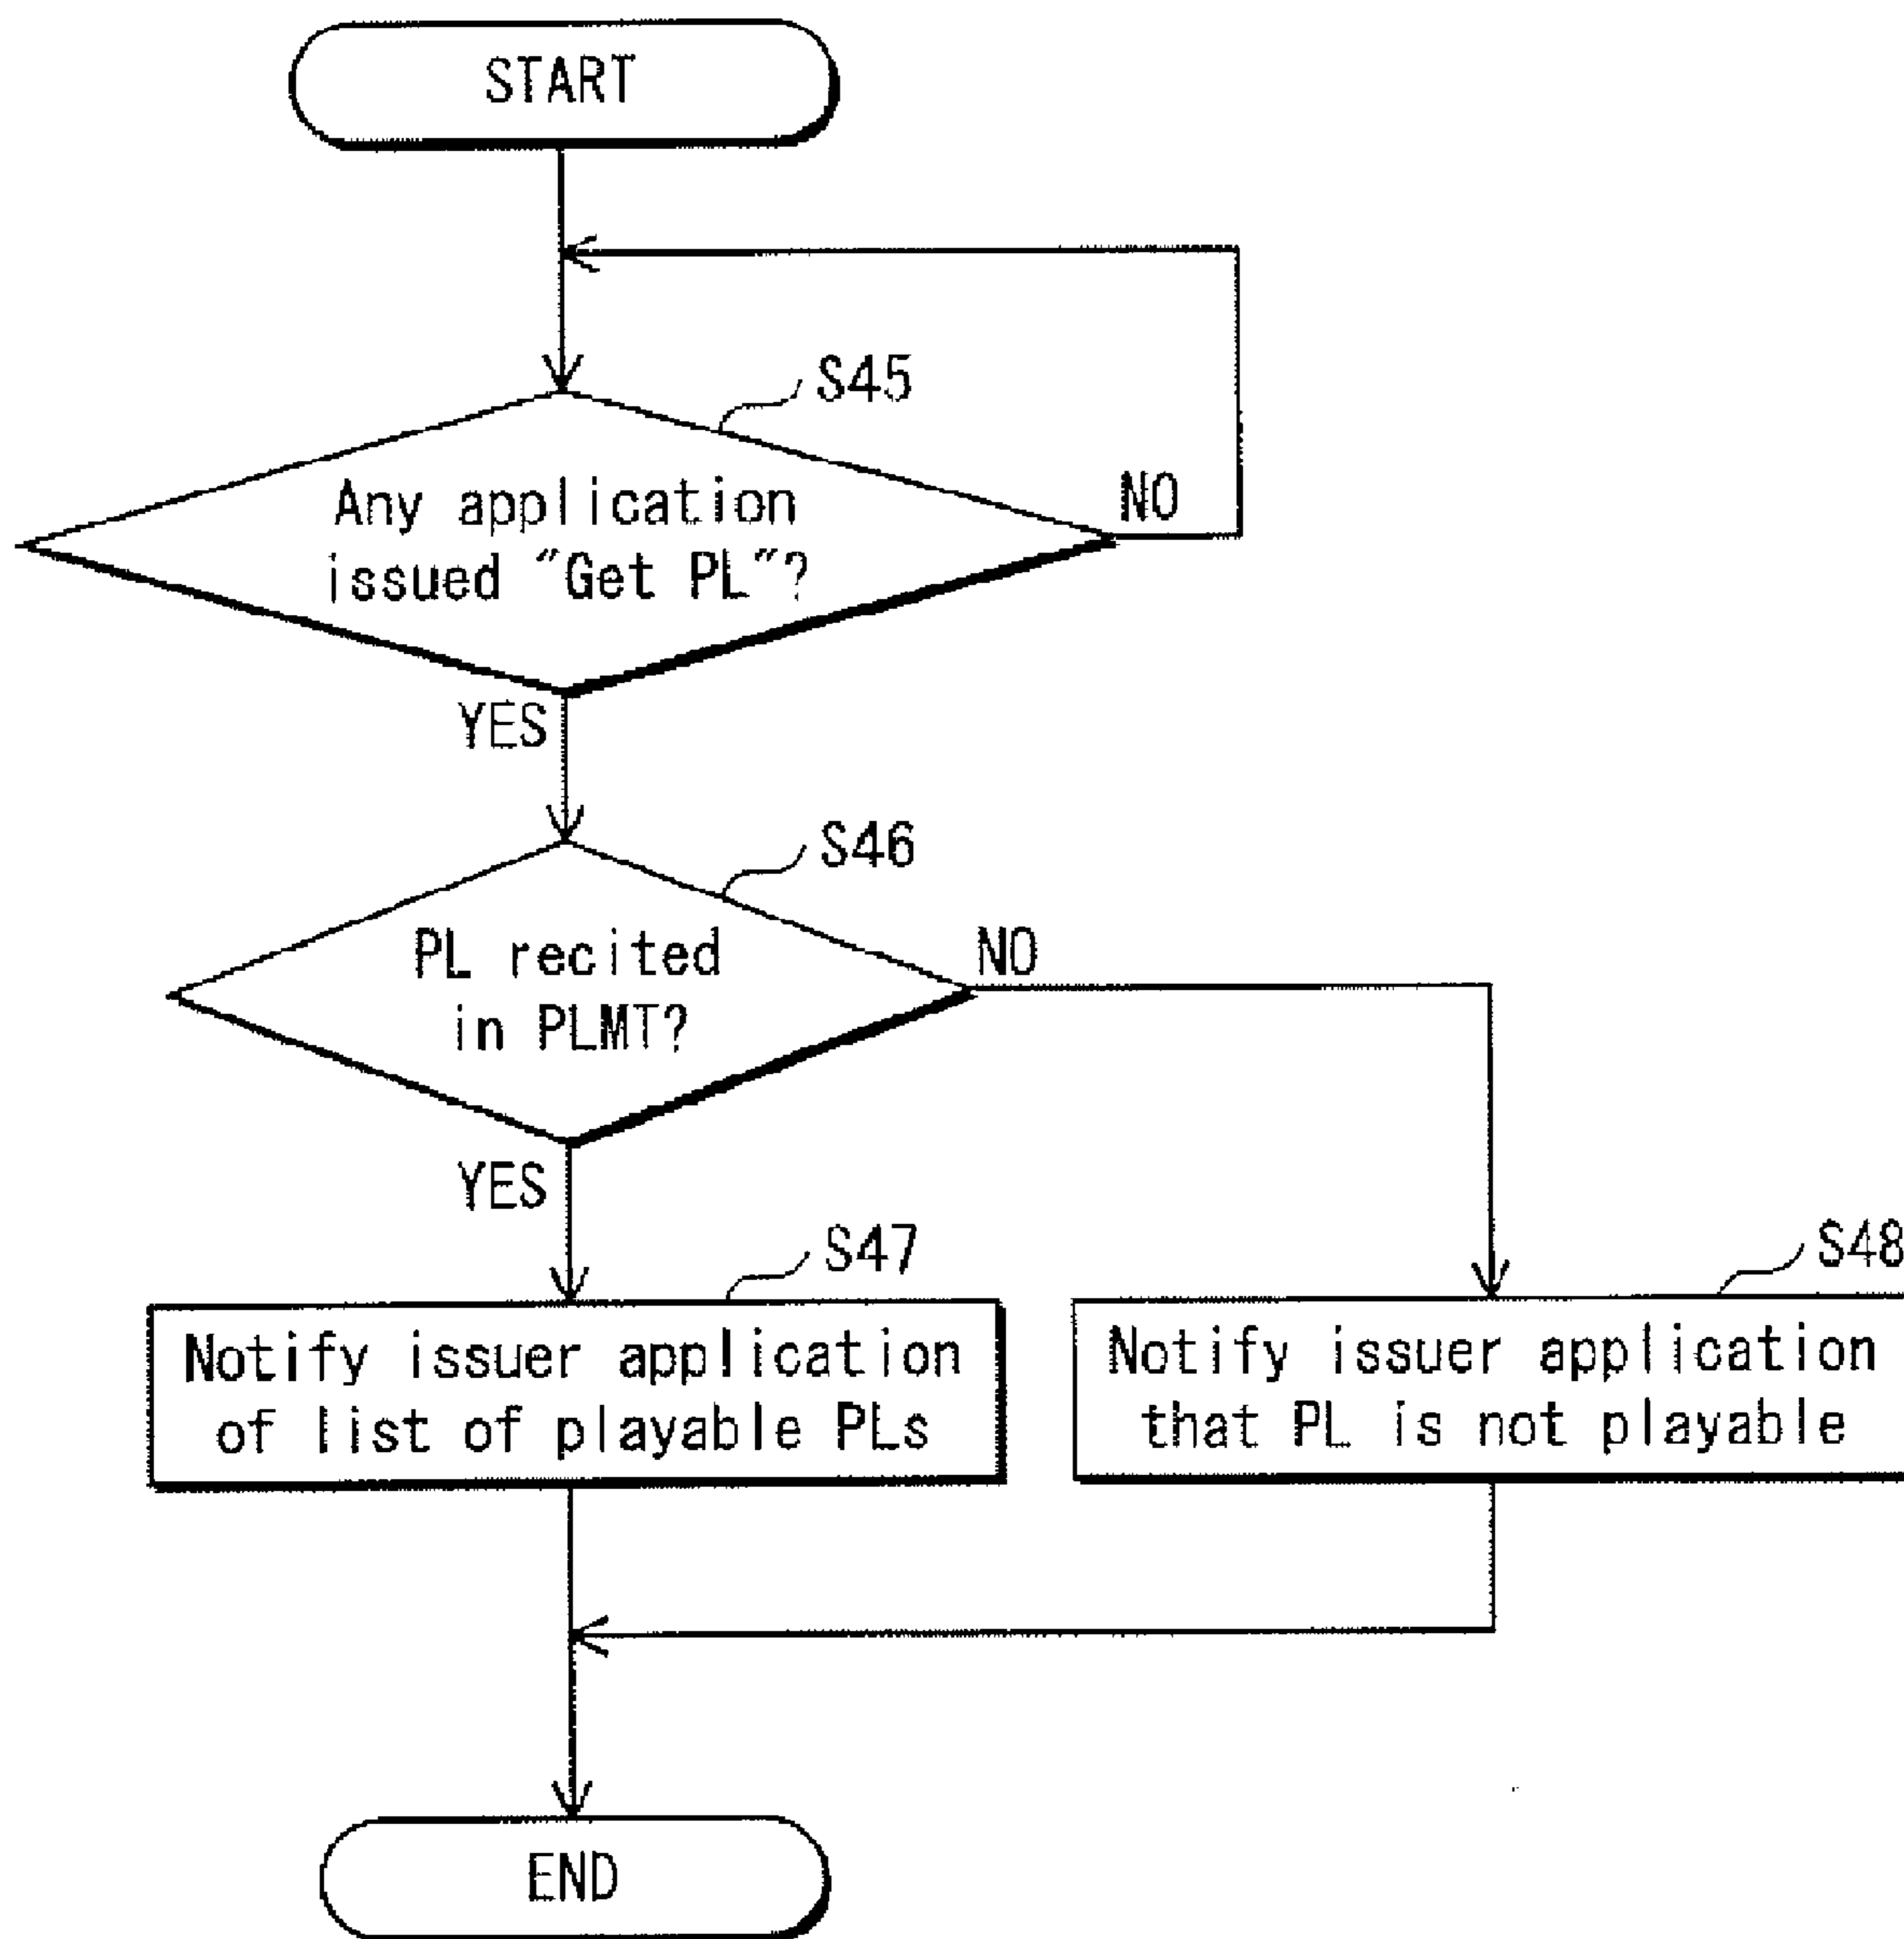 START
S45
Any application
issued "Get PL"?
NO
YES
S46
PL recited
in PLMT?
NO
YES
S47
Notify issuer application
of list of playable PLs
S48
Notify issuer application
that PL is not playable
END